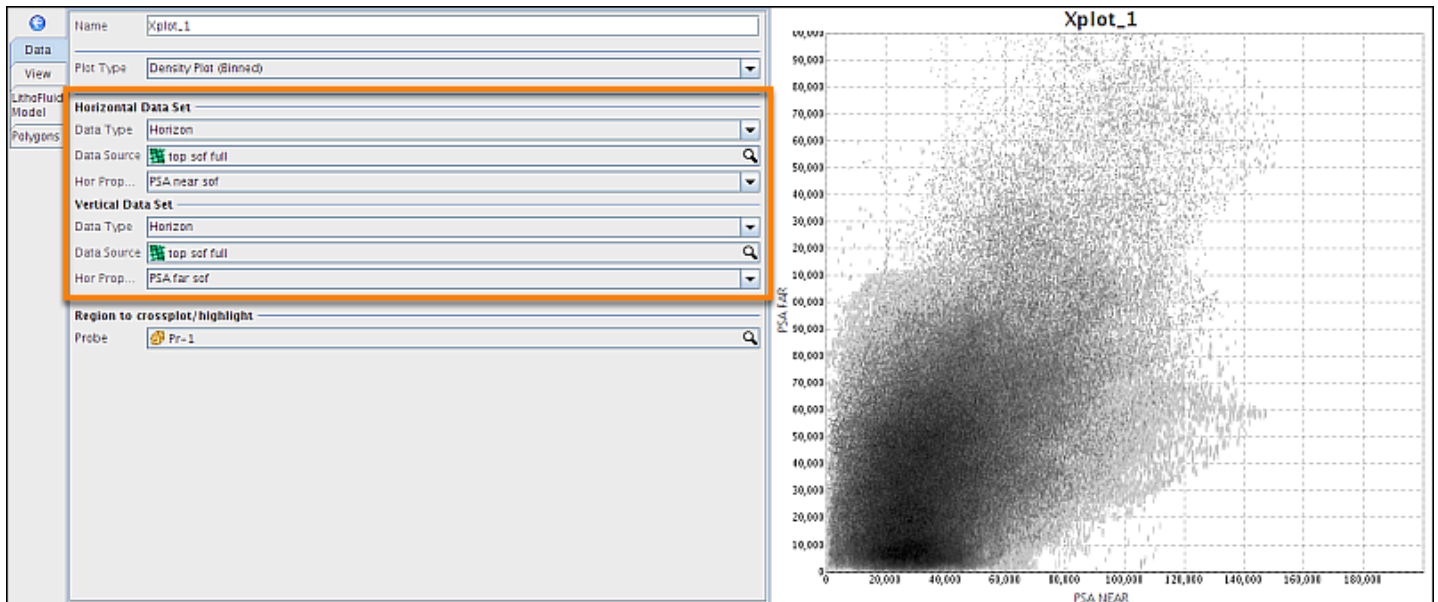 Name Xplot_1
Data
Plot Type Density Plot (Binned)
View
LithoFluid
Model
Polygons
Horizontal Data Set
Data Type Horizon
Data Source top sof full
Hor Prop... PSA near sof
Vertical Data Set
Data Type Horizon
Data Source top sof full
Hor Prop... PSA far sof
Region to crossplot/highlight
Probe Pr-1
Xplot_1
00,000
90,000
80,000
70,000
60,000
50,000
40,000
30,000
20,000
10,000
00,000
90,000
80,000
70,000
60,000
50,000
40,000
30,000
20,000
10,000
0
PSA FAR
0 20,000 40,000 60,000 80,000 100,000 120,000 140,000 160,000 180,000
PSA NEAR